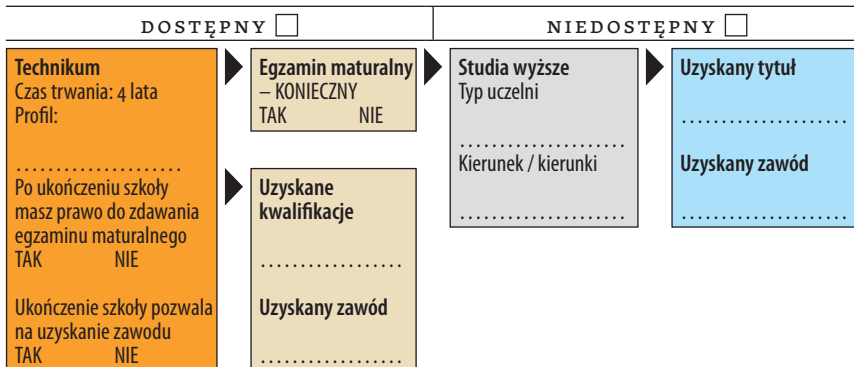 DOSTĘPNY □
NIEDOSTĘPNY □
Technikum
Czas trwania: 4 lata
Profil:
.....................
Po ukończeniu szkoły
masz prawo do zdawania
egzaminu maturalnego
TAK NIE
Ukończenie szkoły pozwala
na uzyskanie zawodu
TAK NIE
Egzamin maturalny
– KONIECZNY
TAK NIE
Uzyskane
kwalifikacje
..................
Uzyskany zawód
..................
Studia wyższe
Typ uczelni
.....................
Kierunek / kierunki
.....................
Uzyskany tytuł
.....................
Uzyskany zawód
.....................